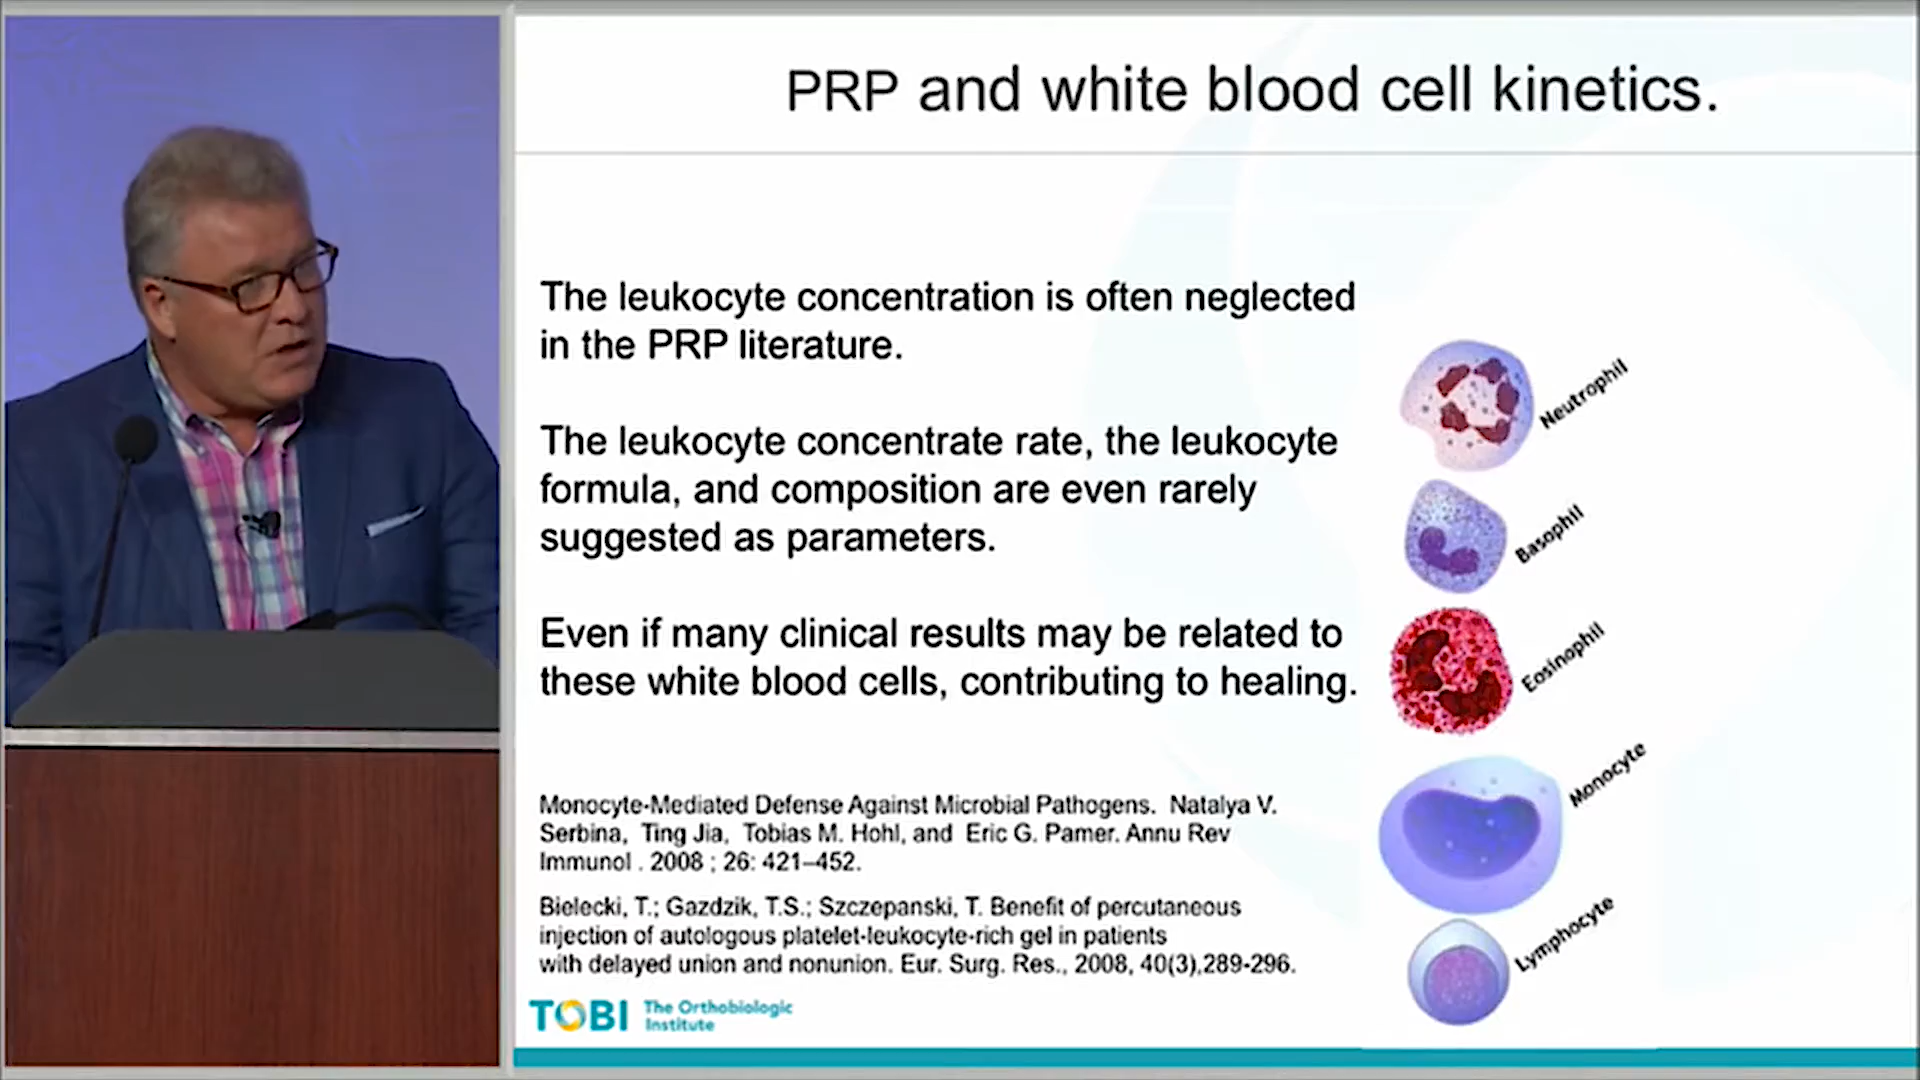 PRP and white blood cell kinetics.
The leukocyte concentration is often neglected
in the PRP literature.
The leukocyte concentrate rate, the leukocyte
formula, and composition are even rarely
suggested as parameters.
Even if many clinical results may be related to
these white blood cells, contributing to healing.
Monocyte-Mediated Defense Against Microbial Pathogens. Natalya V.
Serbina, Ting Jia, Tobias M. Hohl, and Eric G. Pamer. Annu Rev
Immunol . 2008 ; 26: 421–452.
Bielecki, T.; Gazdzik, T.S.; Szczepanski, T. Benefit of percutaneous
injection of autologous platelet-leukocyte-rich gel in patients
with delayed union and nonunion. Eur. Surg. Res., 2008, 40(3),289-296.
Neutrophil
Basophil
Eosinophil
Monocyte
Lymphocyte
TOBI
The Orthobiologic
Institute